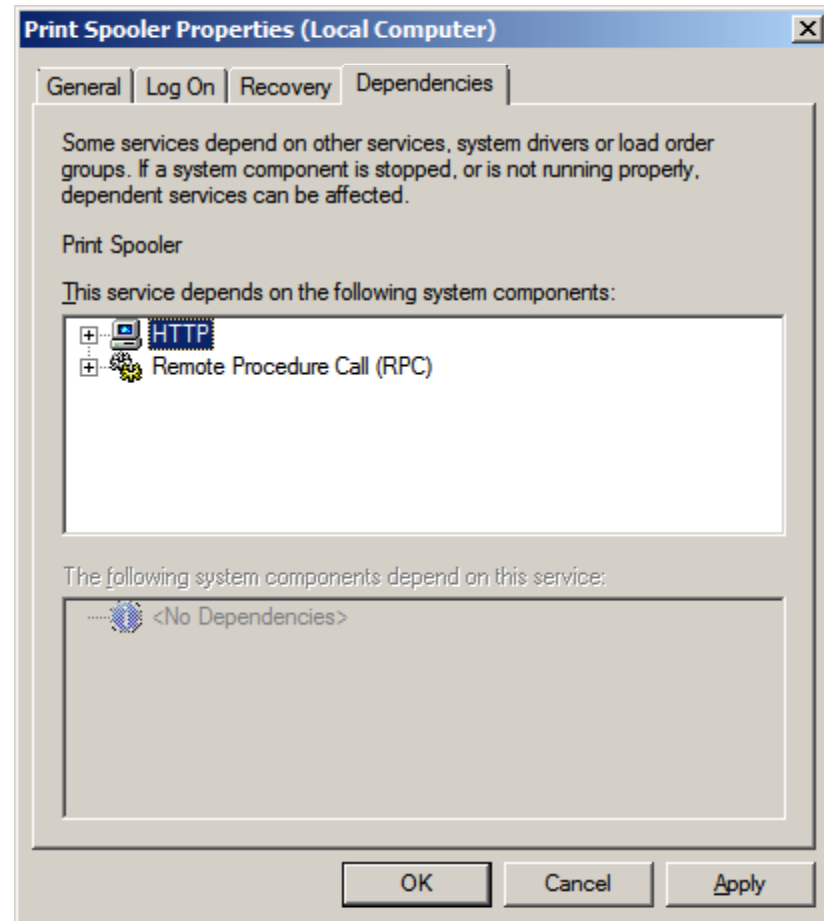 Print Spooler Properties (Local Computer)
General Log On Recovery Dependencies
Some services depend on other services, system drivers or load order
groups. If a system component is stopped, or is not running properly,
dependent services can be affected.
Print Spooler
This service depends on the following system components:
HTTP
Remote Procedure Call (RPC)
The following system components depend on this service:
<No Dependencies>
OK Cancel Apply